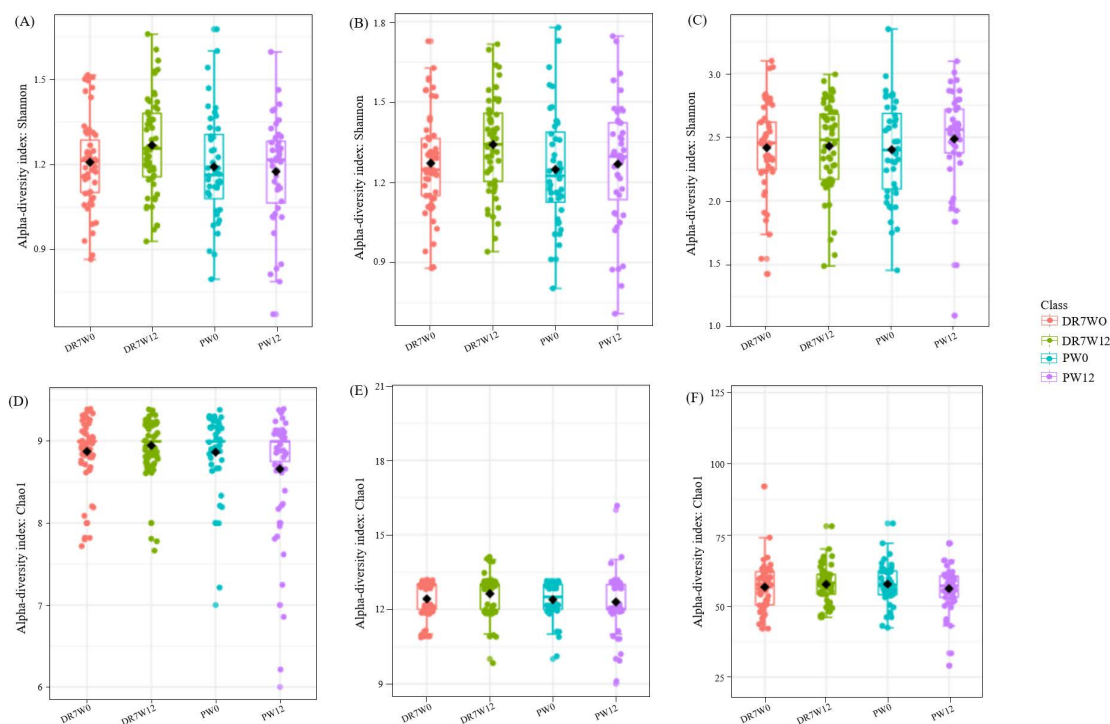 (A)
Alpha-diversity index: Shannon
1.5
1.2
0.9
DR7W0
DR7W12
PW0
PW12
(B)
Alpha-diversity index: Shannon
1.8
1.5
1.2
0.9
DR7W0
DR7W12
PW0
PW12
(C)
Alpha-diversity index: Shannon
3.0
2.5
2.0
1.5
1.0
DR7W0
DR7W12
PW0
PW12
Class
DR7WO
DR7W12
PW0
PW12
(D)
Alpha-diversity index: Chao1
9
8
7
6
DR7W0
DR7W12
PW0
PW12
(E)
Alpha-diversity index: Chao1
21
18
15
12
9
DR7W0
DR7W12
PW0
PW12
(F)
Alpha-diversity index: Chao1
125
100
75
50
25
DR7W0
DR7W12
PW0
PW12